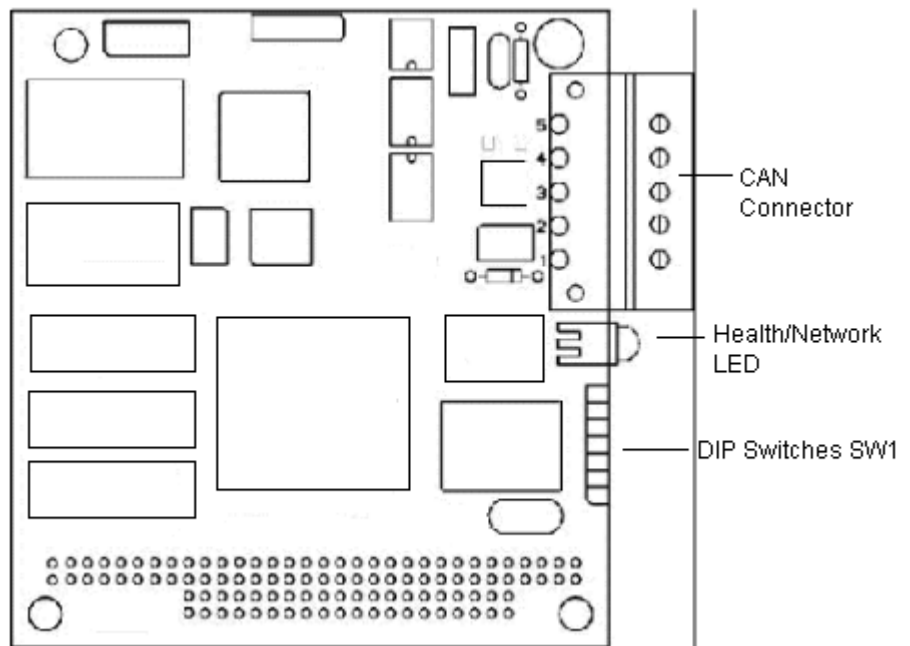 5
4
3
2
1
CAN
Connector
Health/Network
LED
DIP Switches SW1